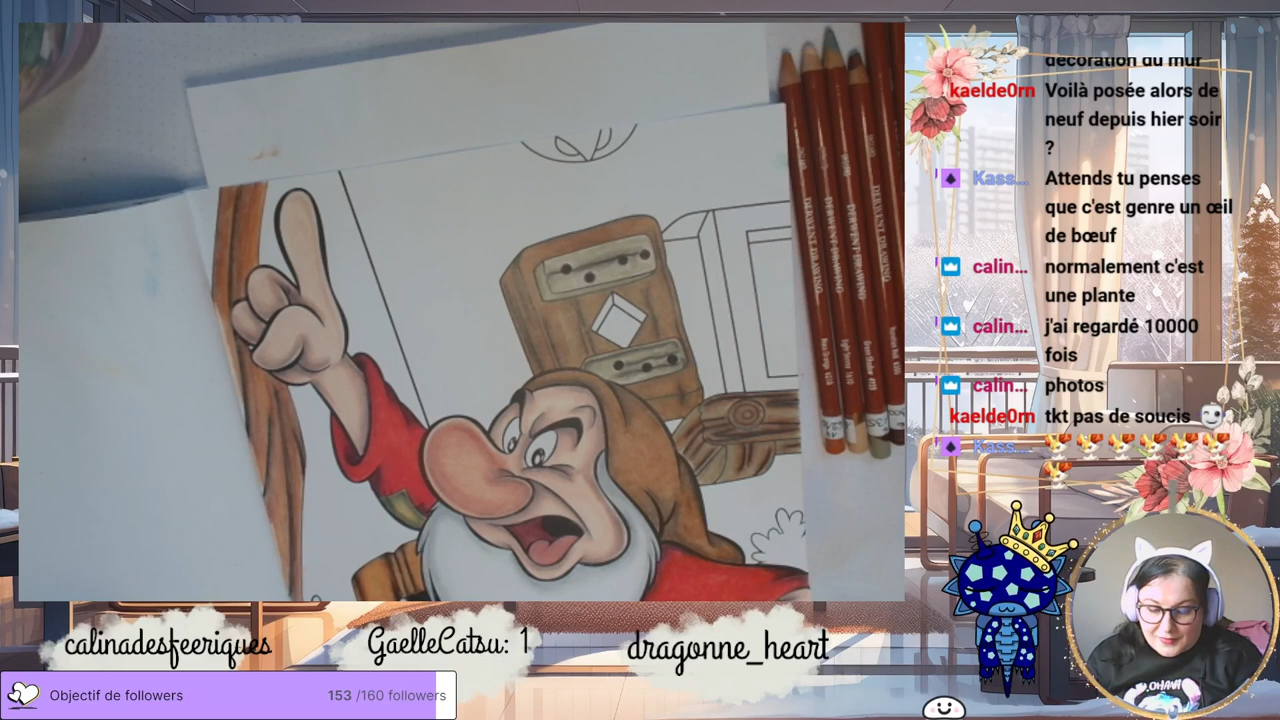 décoration du mur
kaelde0rn Voilà posée alors de
neuf depuis hier soir
?
Kass... Attends tu penses
que c'est genre un œil
de bœuf
calin... normalement c'est
une plante
calin... j'ai regardé 10000
fois
calin... photos
kaelde0rn tkt pas de soucis
Kass...
DERWENT DRAWING
DERWENT DRAWING
DERWENT DRAWING
DERWENT DRAWING
OHANA
calinadesfeeriques
GaelleCatsu: 1
dragonne_heart
Objectif de followers
153 /160 followers